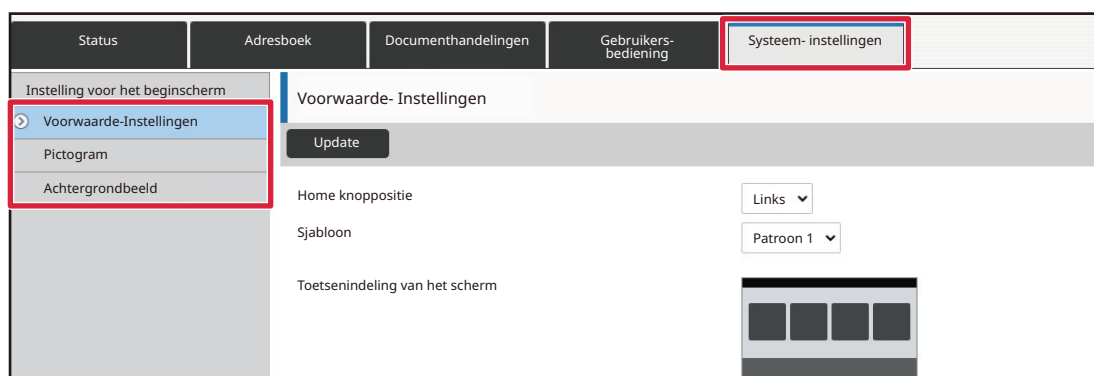 Status
Adresboek
Documenthandelingen
Gebruikers-
bediening
Systeem- instellingen
Instelling voor het beginscherm
Voorwaarde-Instellingen
Pictogram
Achtergrondbeeld
Voorwaarde- Instellingen
Update
Home knoppositie
Links
Sjabloon
Patroon 1
Toetsenindeling van het scherm